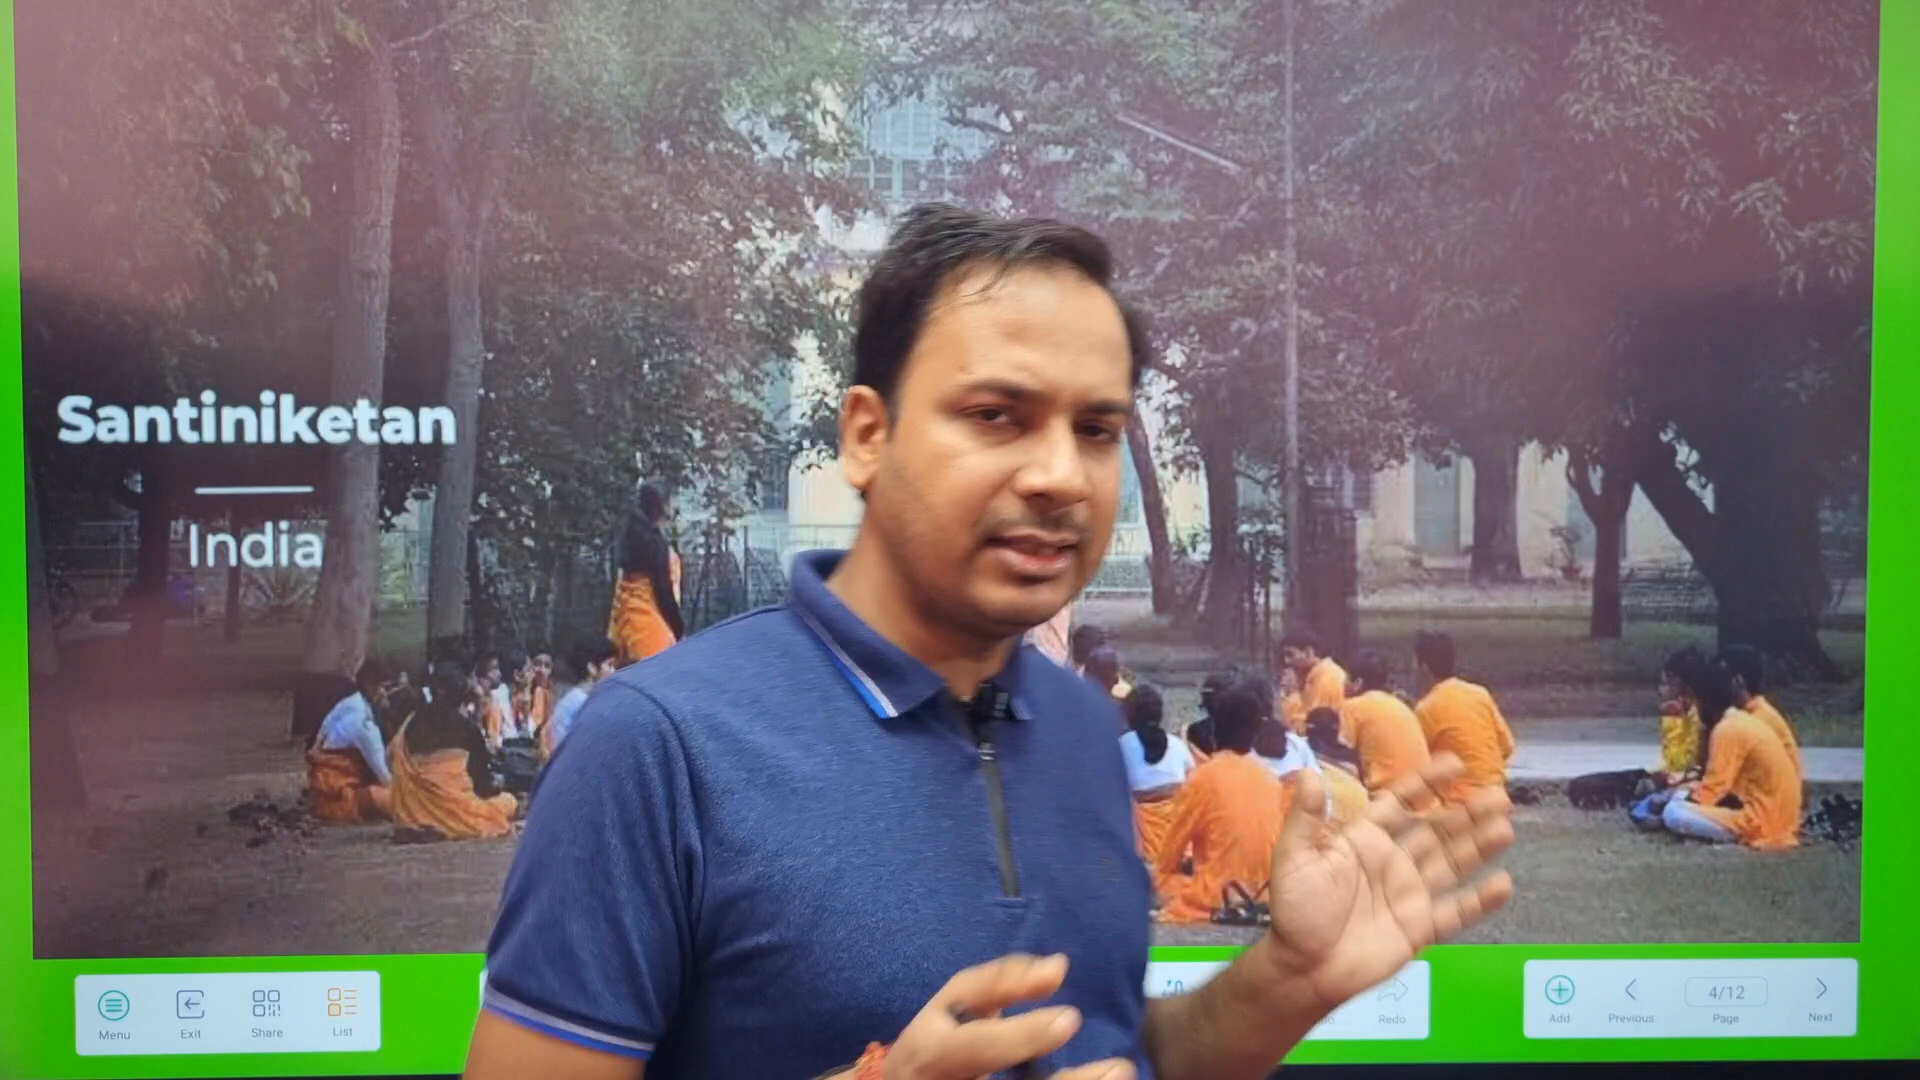 Santiniketan
India
Menu
Exit
Share
List
Redo
Add
Previous
4/12
Page
Next